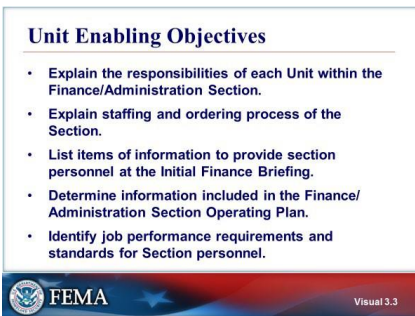 Unit Enabling Objectives
• Explain the responsibilities of each Unit within the
Finance/Administration Section.
• Explain staffing and ordering process of the
Section.
• List items of information to provide section
personnel at the Initial Finance Briefing.
• Determine information included in the Finance/
Administration Section Operating Plan.
• Identify job performance requirements and
standards for Section personnel.
FEMA
Visual 3.3